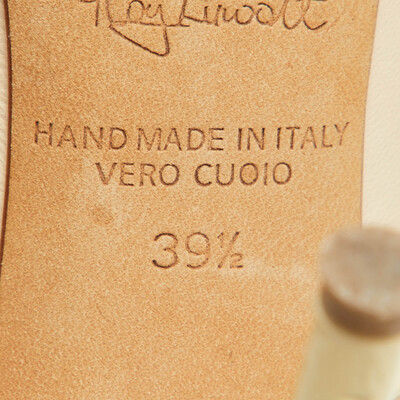 HAND MADE IN ITALY
VERO CUOIO
39½